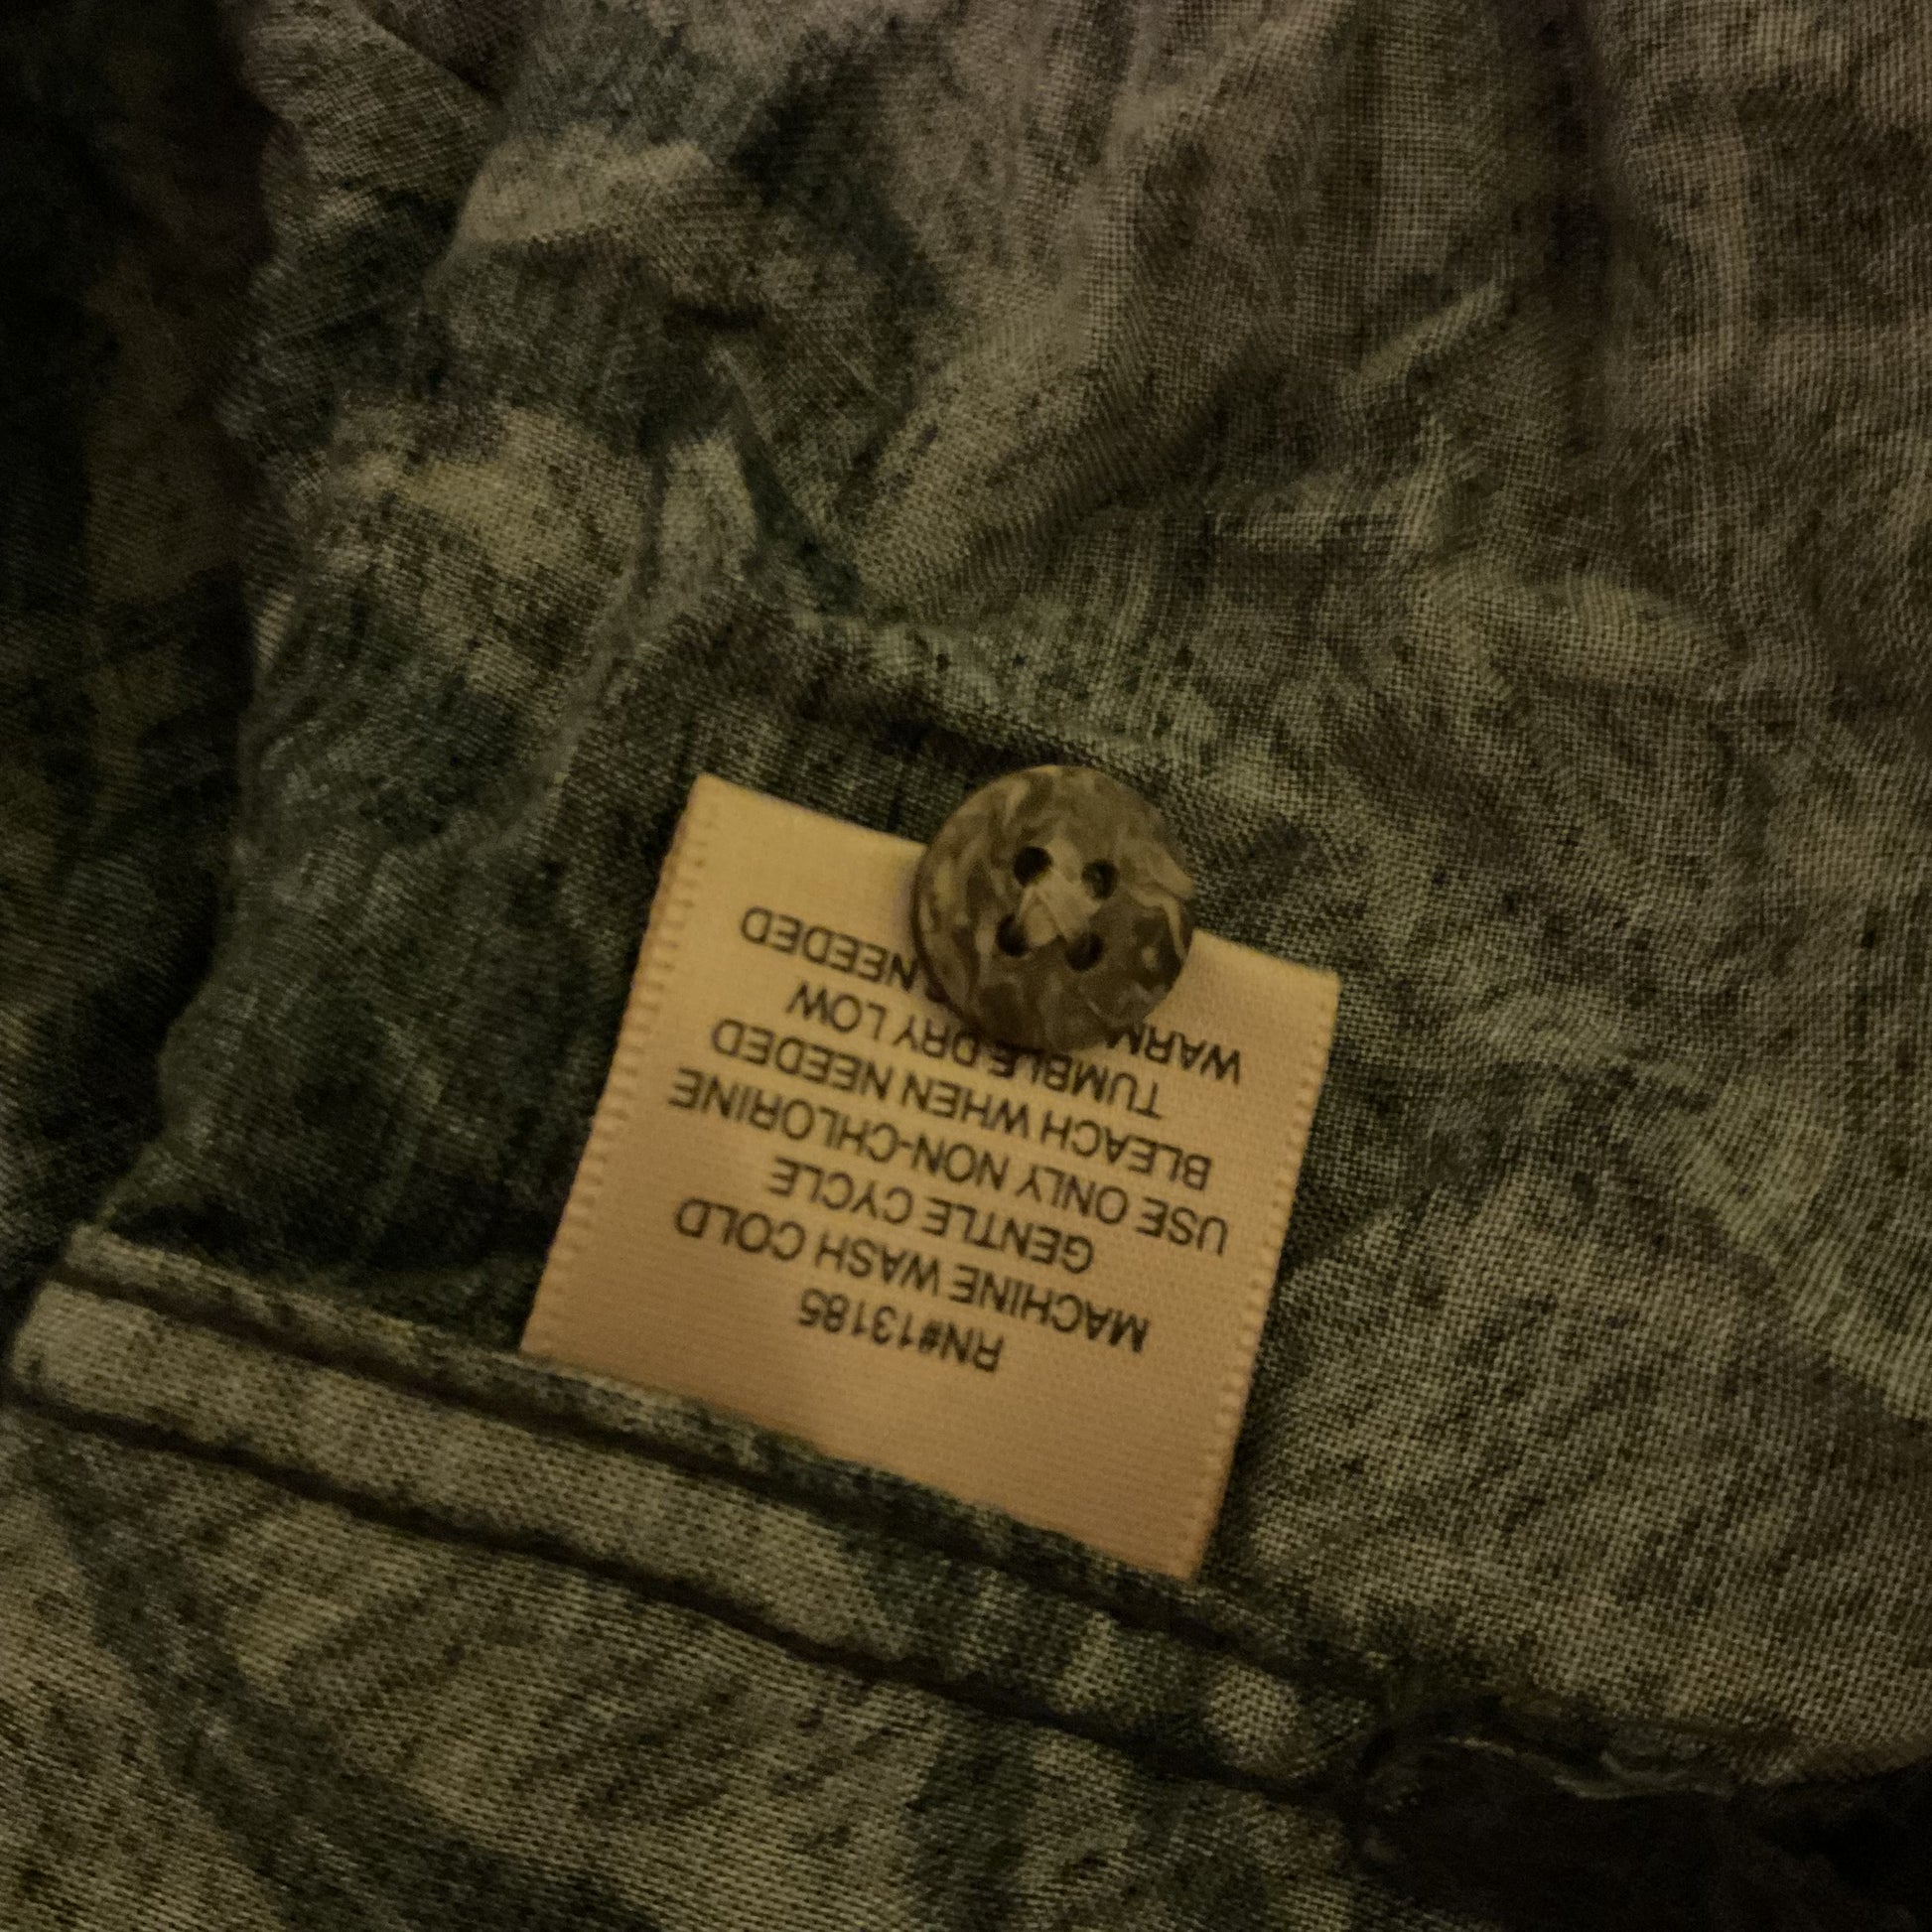 RN#13185
MACHINE WASH COLD
GENTLE CYCLE
USE ONLY NON-CHLORINE
BLEACH WHEN NEEDED
TUMBLE DRY LOW
WARM NEEDED